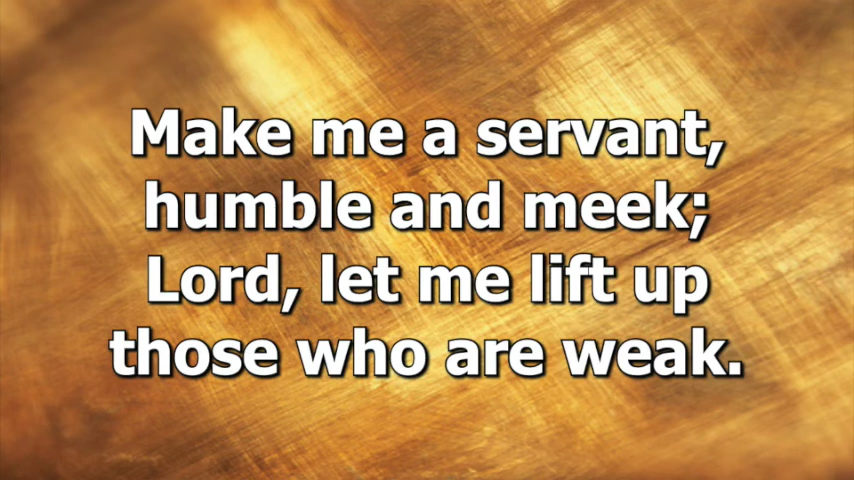 Make me a servant,
humble and meek;
Lord, let me lift up
those who are weak.